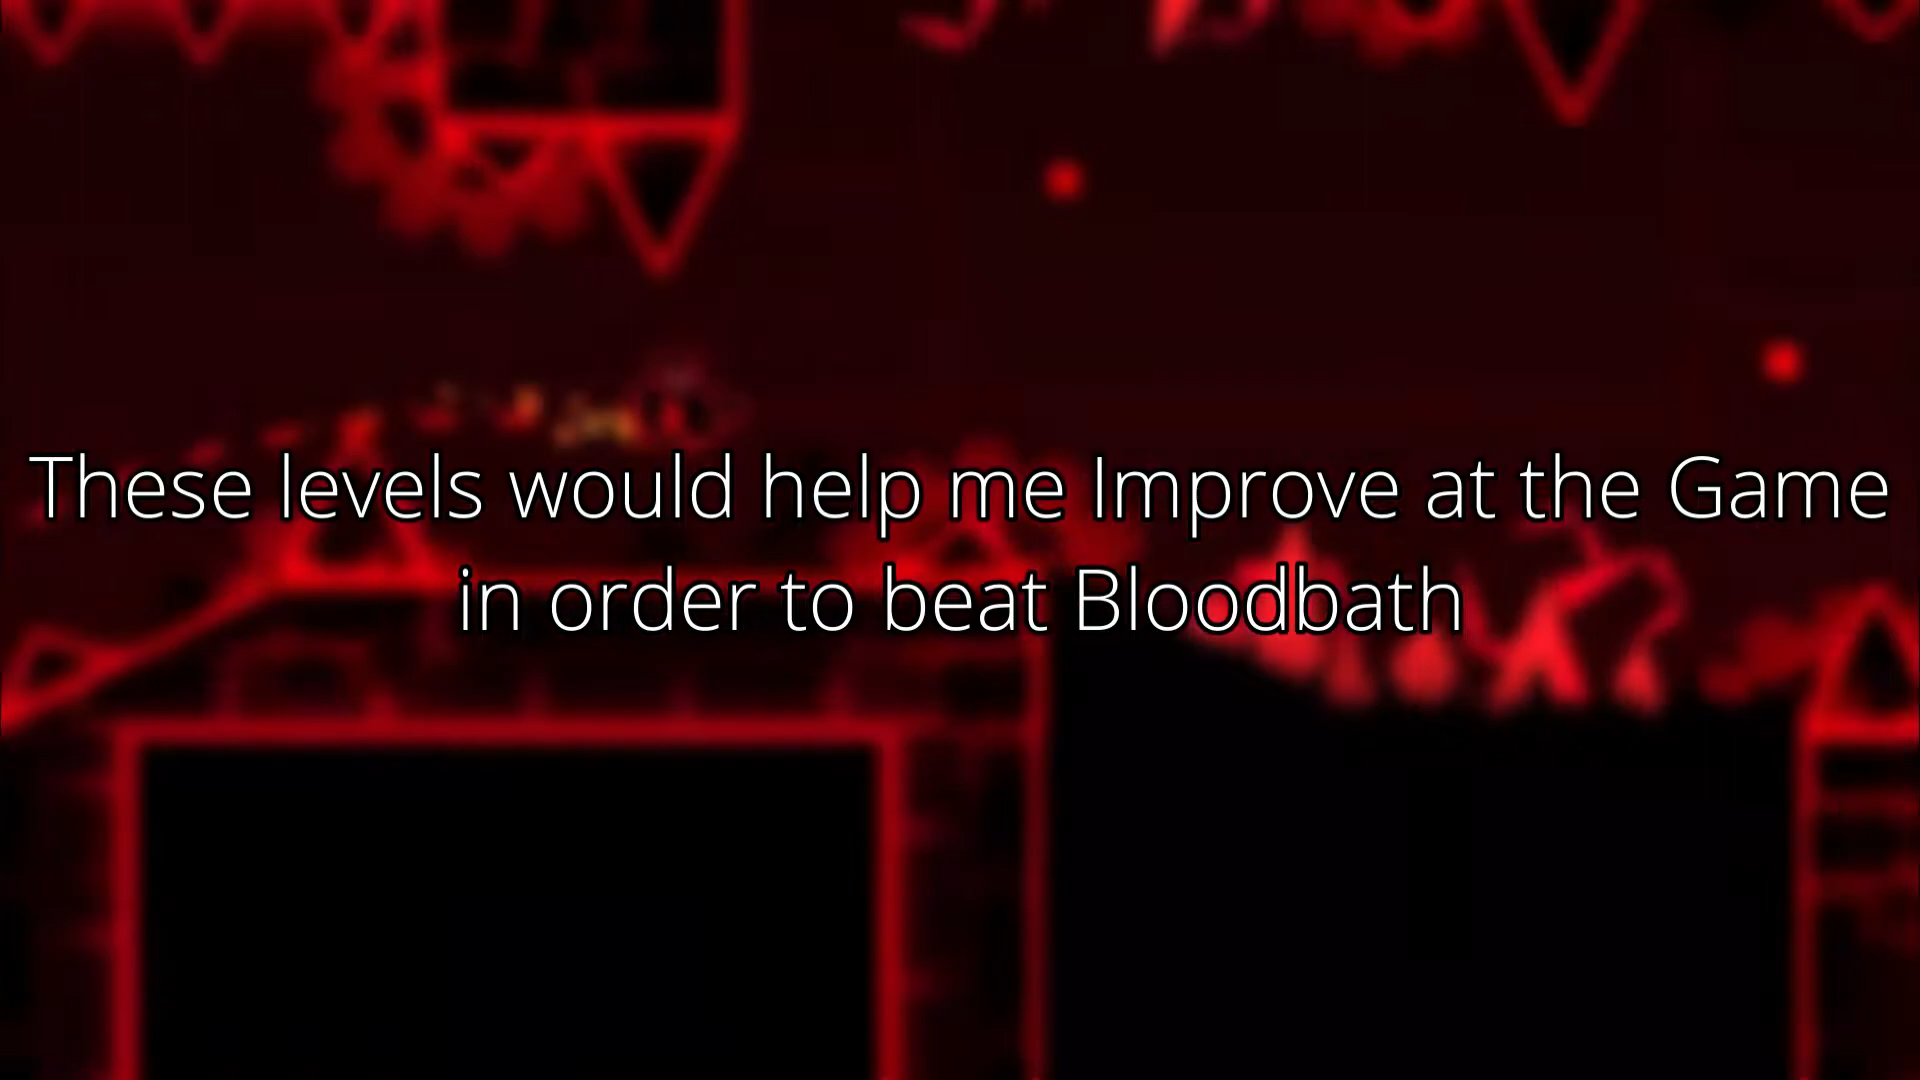 These levels would help me Improve at the Game
in order to beat Bloodbath